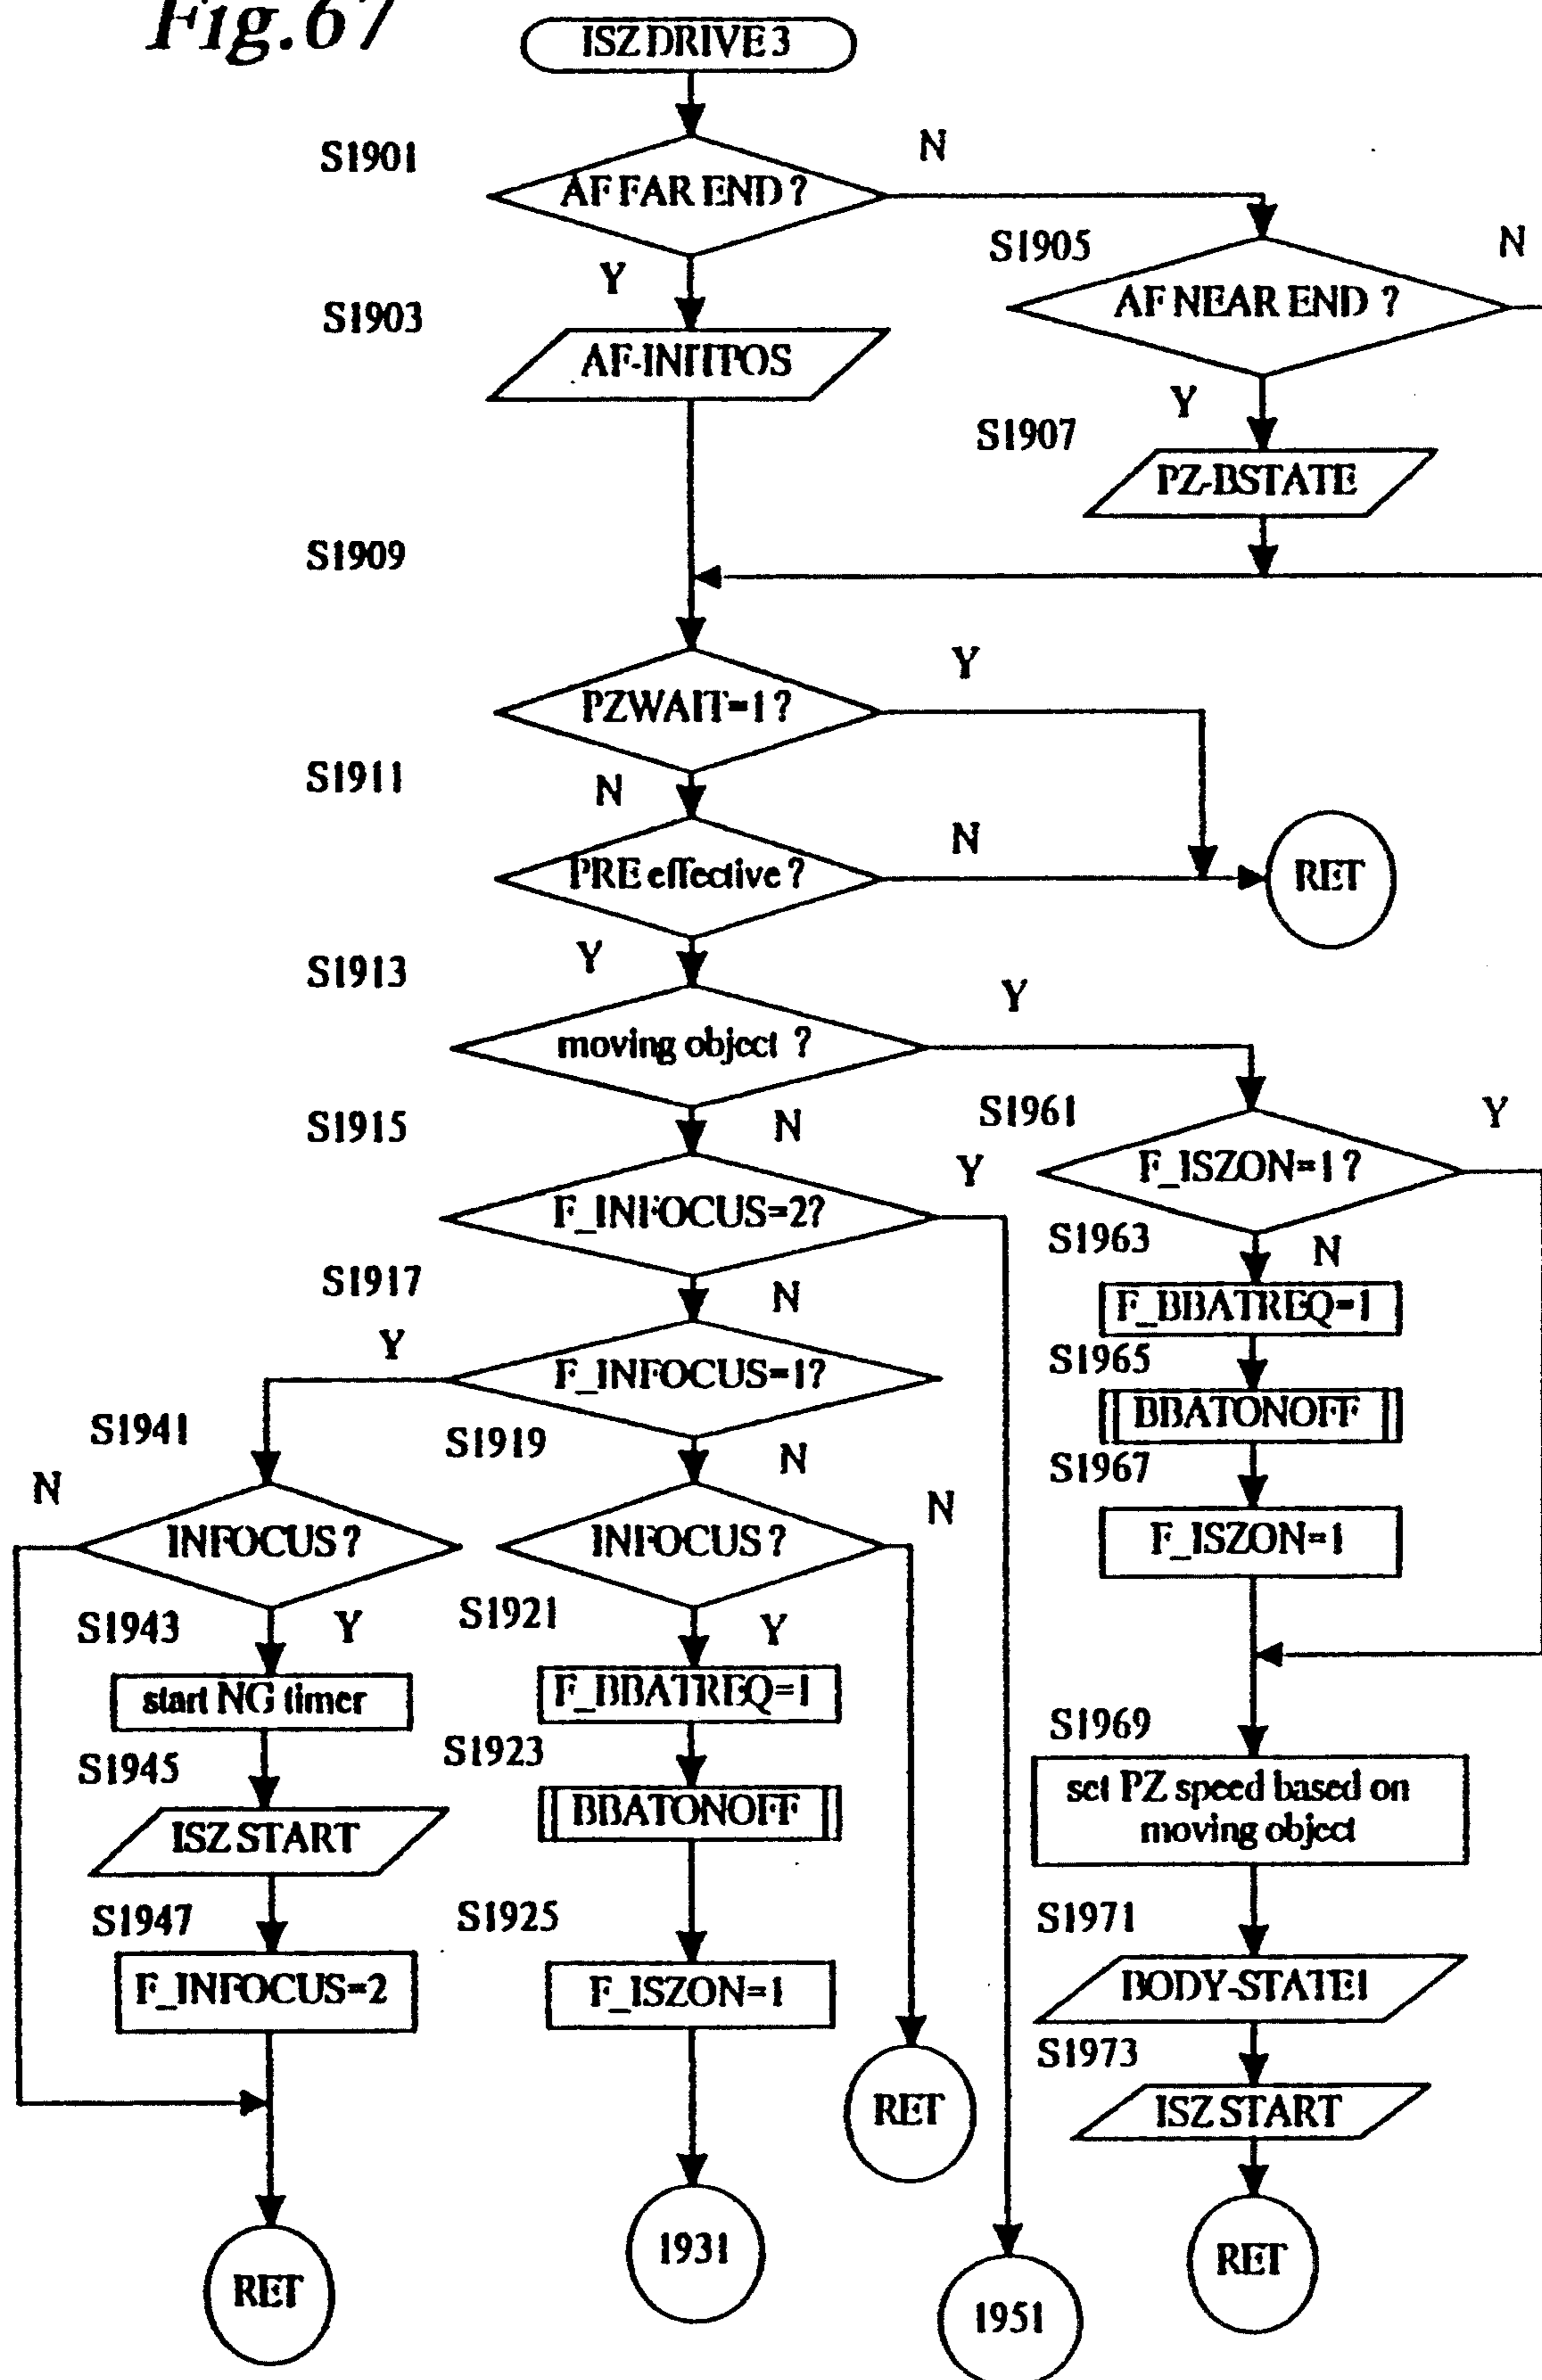 Fig.67
ISZ DRIVE 3
S1901
AF FAR END ?
N
Y
S1903
AF-INITPOS
S1905
AF NEAR END ?
N
Y
S1907
PZ-BSTATE
S1909
PZWAIT=1 ?
Y
N
S1911
PRE effective ?
N
RET
Y
S1913
moving object ?
Y
N
S1915
F_INFOCUS=2?
Y
N
S1917
F_INFOCUS=1?
Y
N
S1961
F_ISZON=1 ?
Y
N
S1963
F_BBATREQ=1
S1965
BBATONOFF
S1967
F_ISZON=1
S1969
set PZ speed based on
moving object
S1971
BODY-STATE1
S1973
ISZ START
RET
S1941
INFOCUS ?
N
Y
S1943
start NG timer
S1945
ISZ START
S1947
F_INFOCUS=2
RET
S1919
INFOCUS ?
N
Y
S1921
F_BBATREQ=1
S1923
BBATONOFF
S1925
F_ISZON=1
RET
1931
1951